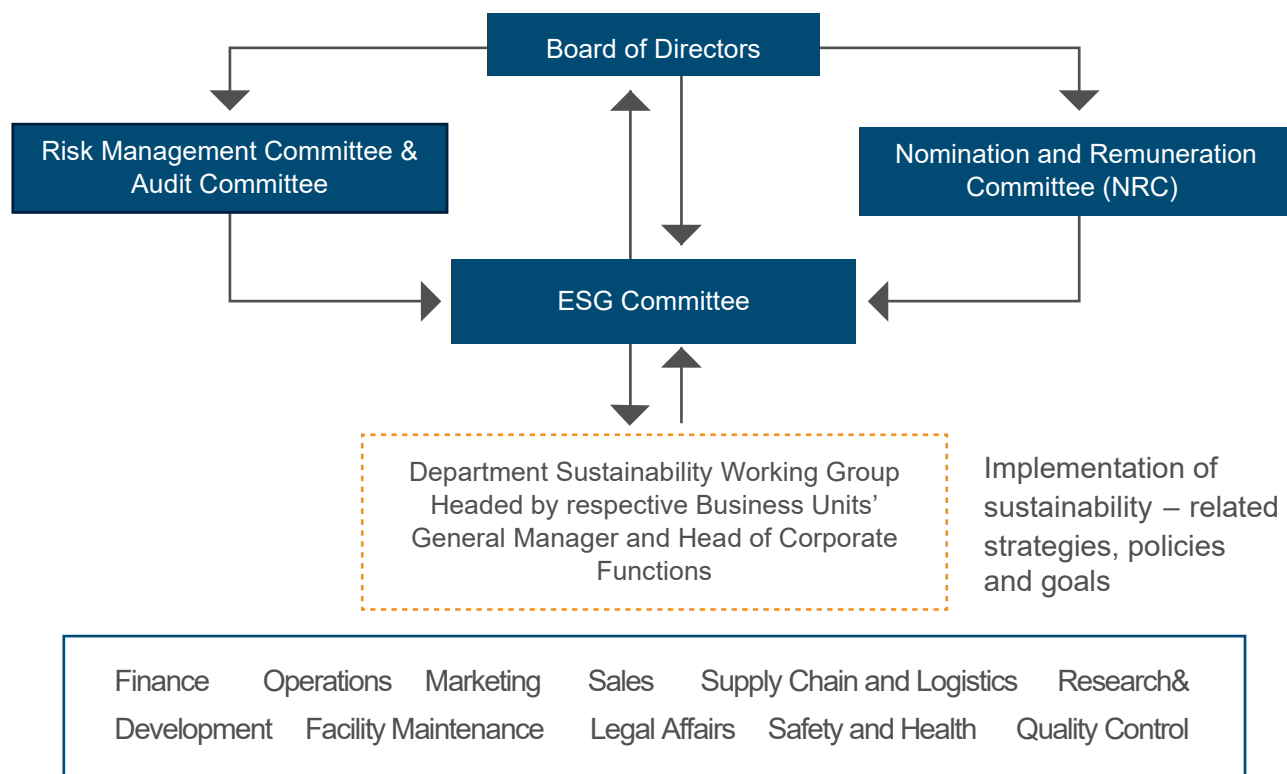 Board of Directors
Risk Management Committee &
Audit Committee
Nomination and Remuneration
Committee (NRC)
ESG Committee
Department Sustainability Working Group
Headed by respective Business Units’
General Manager and Head of Corporate
Functions
Implementation of
sustainability – related
strategies, policies
and goals
Finance Operations Marketing Sales Supply Chain and Logistics Research&
Development Facility Maintenance Legal Affairs Safety and Health Quality Control